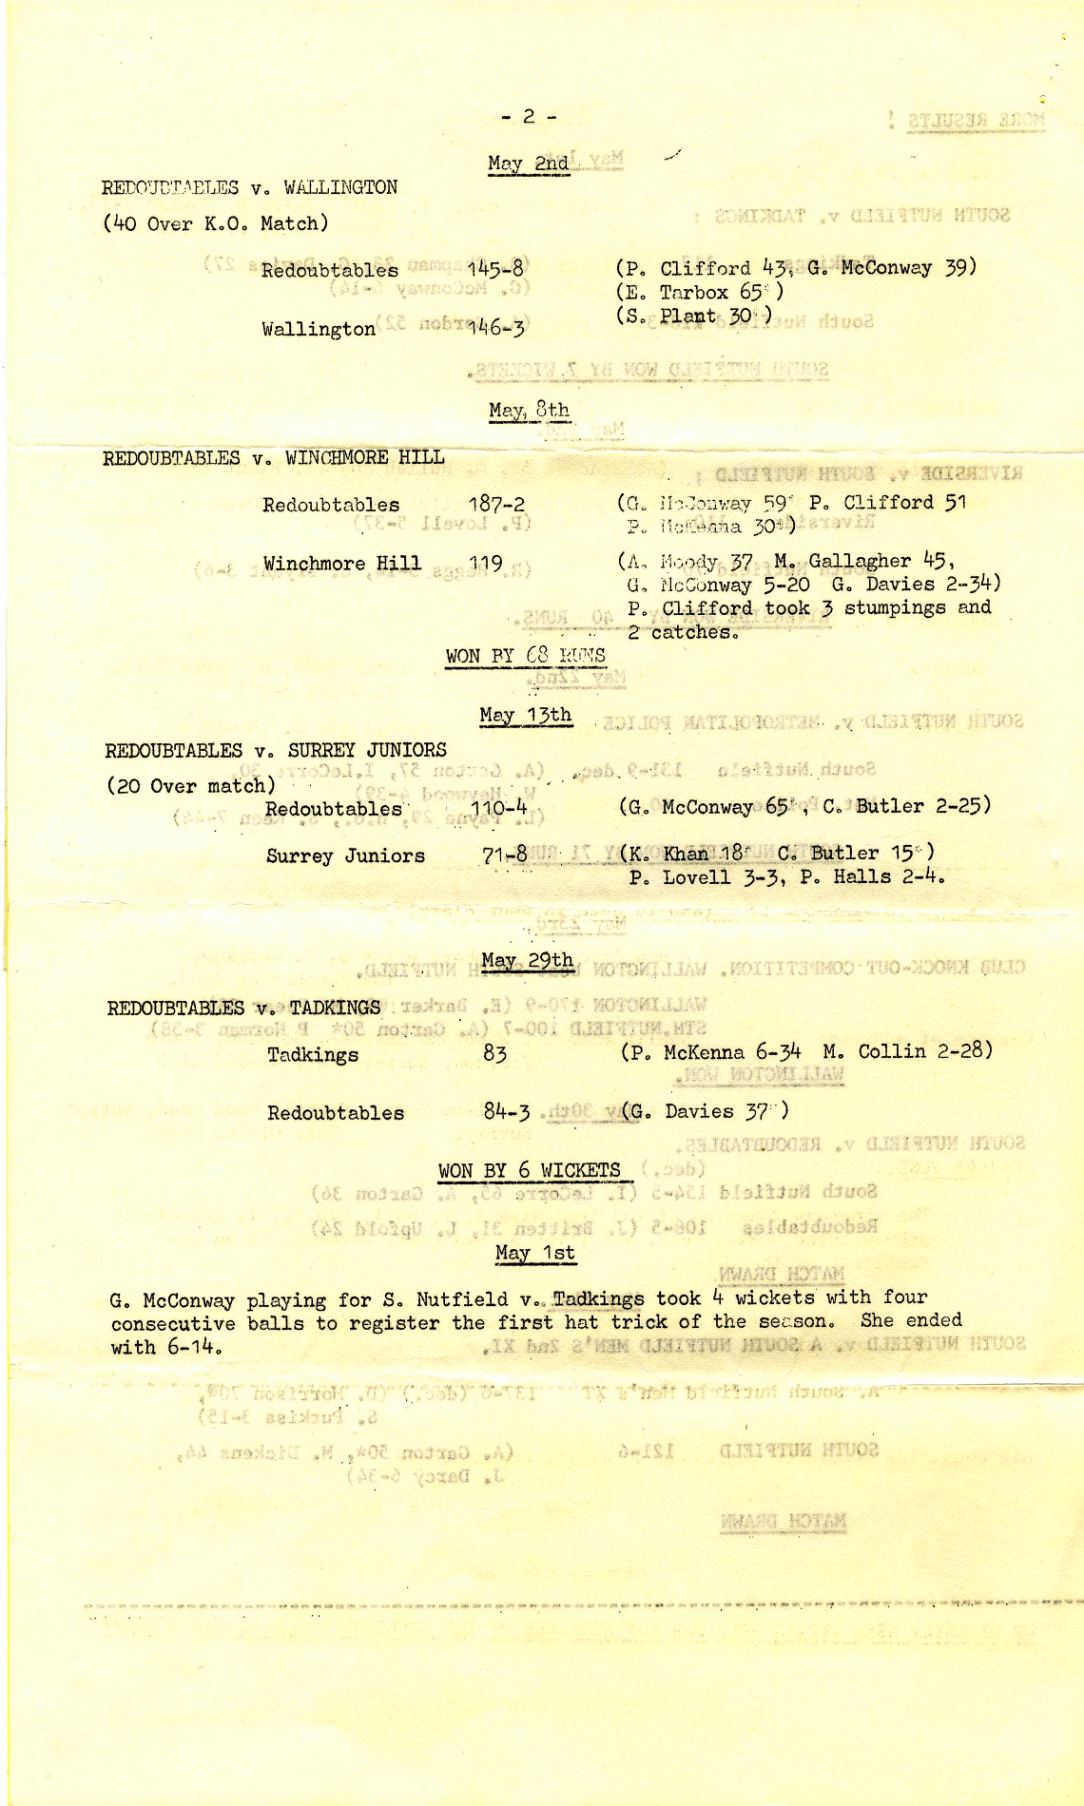 - 2 -
May 2nd
REDOUBTABLES v. WALLINGTON
(40 Over K.O. Match)
Redoubtables 145-8 (P. Clifford 43, G. McConway 39)
(E. Tarbox 65*)
(S. Plant 30*)
Wallington 146-3
May, 8th
REDOUBTABLES v. WINCHMORE HILL
Redoubtables 187-2 (G. McConway 59* P. Clifford 51
P. McKenna 30*)
Winchmore Hill 119 (A. Moody 37 M. Gallagher 45,
G. McConway 5-20 G. Davies 2-34)
P. Clifford took 3 stumpings and
2 catches.
WON BY 68 RUNS
May 13th
REDOUBTABLES v. SURREY JUNIORS
(20 Over match)
Redoubtables 110-4 (G. McConway 65*, C. Butler 2-25)
Surrey Juniors 71-8 (K. Khan 18* C. Butler 15*)
P. Lovell 3-3, P. Halls 2-4.
May 29th
REDOUBTABLES v. TADKINGS
Tadkings 83 (P. McKenna 6-34 M. Collin 2-28)
Redoubtables 84-3 (G. Davies 37*)
WON BY 6 WICKETS
May 1st
G. McConway playing for S. Nutfield v. Tadkings took 4 wickets with four
consecutive balls to register the first hat trick of the season. She ended
with 6-14.